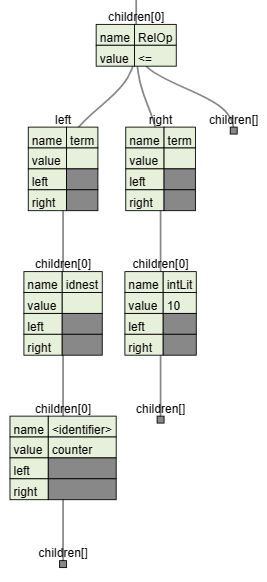 children[0]
name RelOp
value <=
left right children[]
name term name term
value value
left left
right right
children[0] children[0]
name idnest name intLit
value value 10
left left
right right
children[0] children[]
name <identifier>
value counter
left
right
children[]